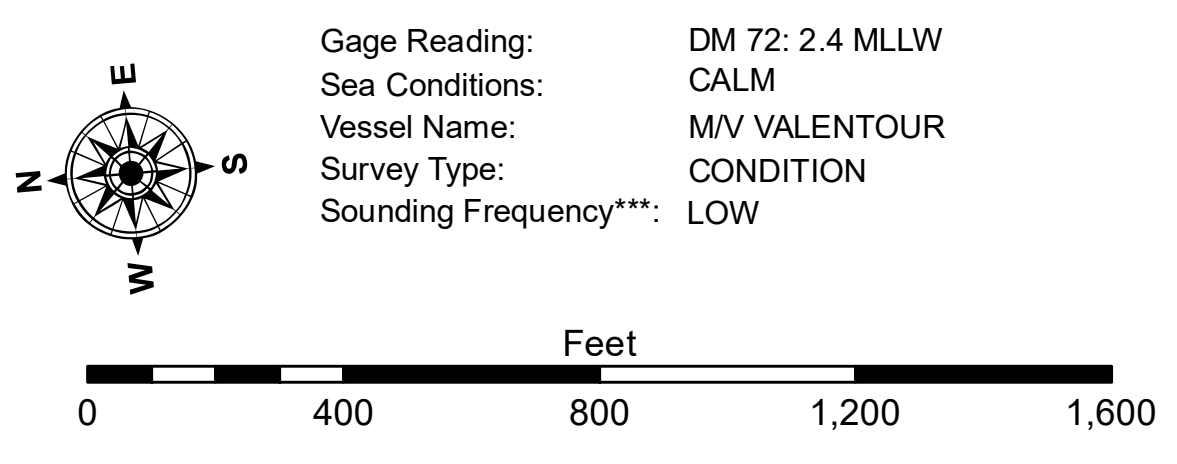 E
N
S
W
Gage Reading: DM 72: 2.4 MLLW
Sea Conditions: CALM
Vessel Name: M/V VALENTOUR
Survey Type: CONDITION
Sounding Frequency***: LOW
Feet
0 400 800 1,200 1,600